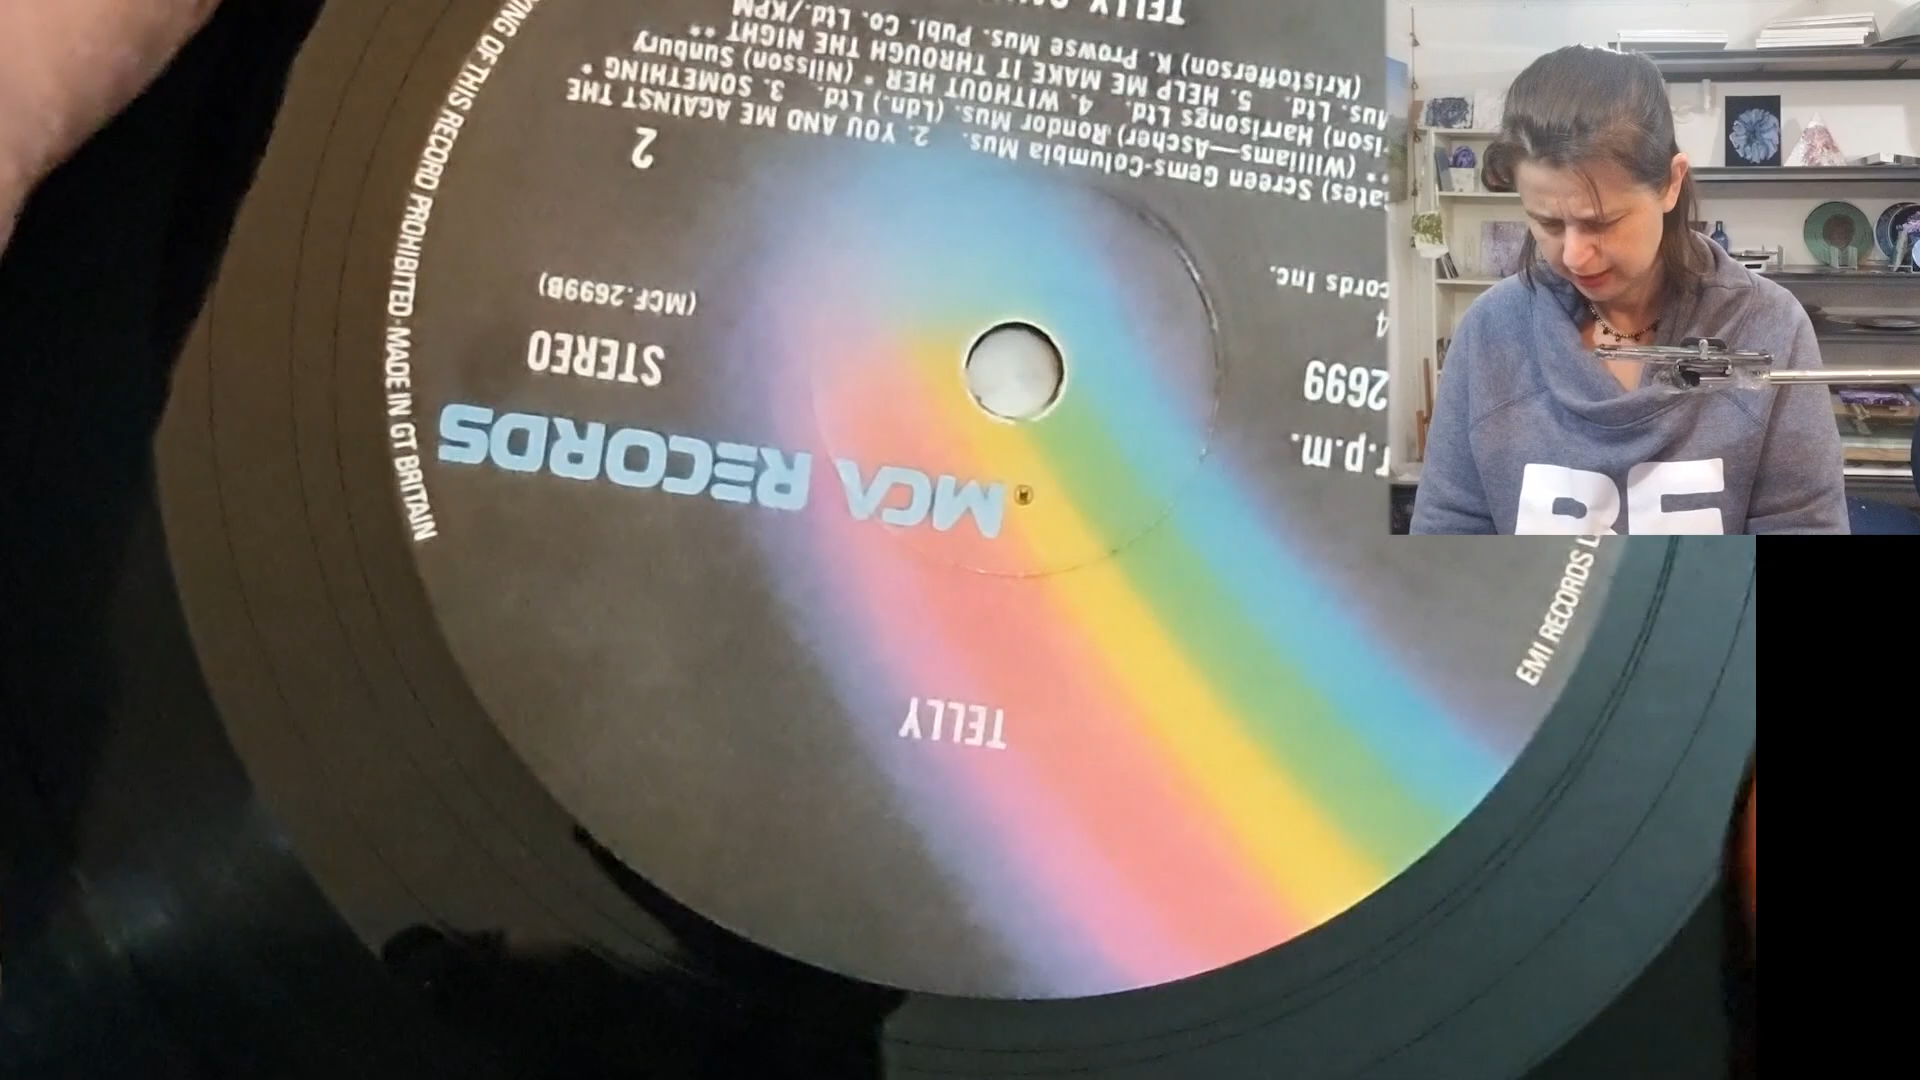 TELLY
MCA RECORDS
r.p.m.
STEREO
2699
(MCF.2699B)
4
cords Inc.
2
ates) Screen Gems-Columbia Mus. 2. YOU AND ME AGAINST THE
** (Williams—Ascher) Rondor Mus. (Ldn.) Ltd. 3. SOMETHING *
ison) Harrisongs Ltd. 4. WITHOUT HER * (Nilsson) Sunbury
Mus. Ltd. 5. HELP ME MAKE IT THROUGH THE NIGHT **
(Kristofferson) K. Prowse Mus. Publ. Co. Ltd./KPM
TELLY
YING OF THIS RECORD PROHIBITED·MADE IN GT BRITAIN
EMI RECORDS L
BE